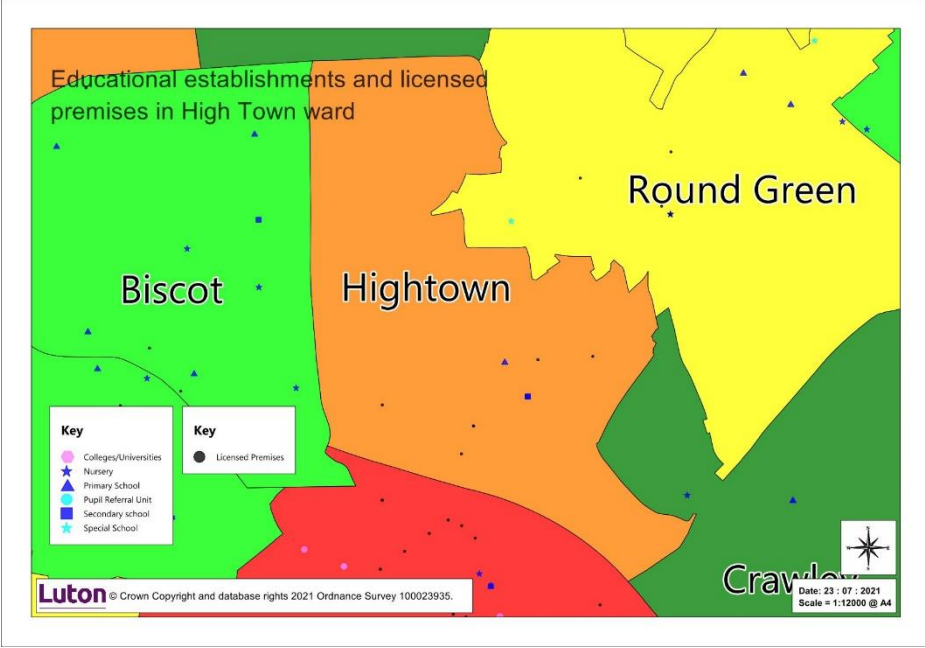 Educational establishments and licensed
premises in High Town ward
Round Green
Biscot
Hightown
Key
Colleges/Universities
Nursery
Primary School
Pupil Referral Unit
Secondary school
Special School
Key
Licensed Premises
Crawley
Luton © Crown Copyright and database rights 2021 Ordnance Survey 100023935.
Date: 23 : 07 : 2021
Scale = 1:12000 @ A4